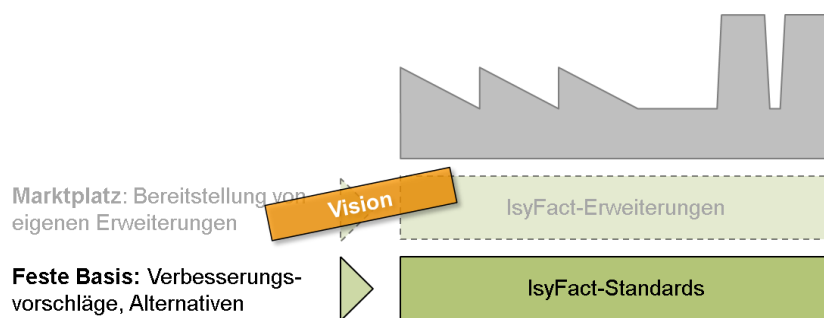 Marktplatz: Bereitstellung von
eigenen Erweiterungen
Vision
IsyFact-Erweiterungen
Feste Basis: Verbesserungs-
vorschläge, Alternativen
IsyFact-Standards